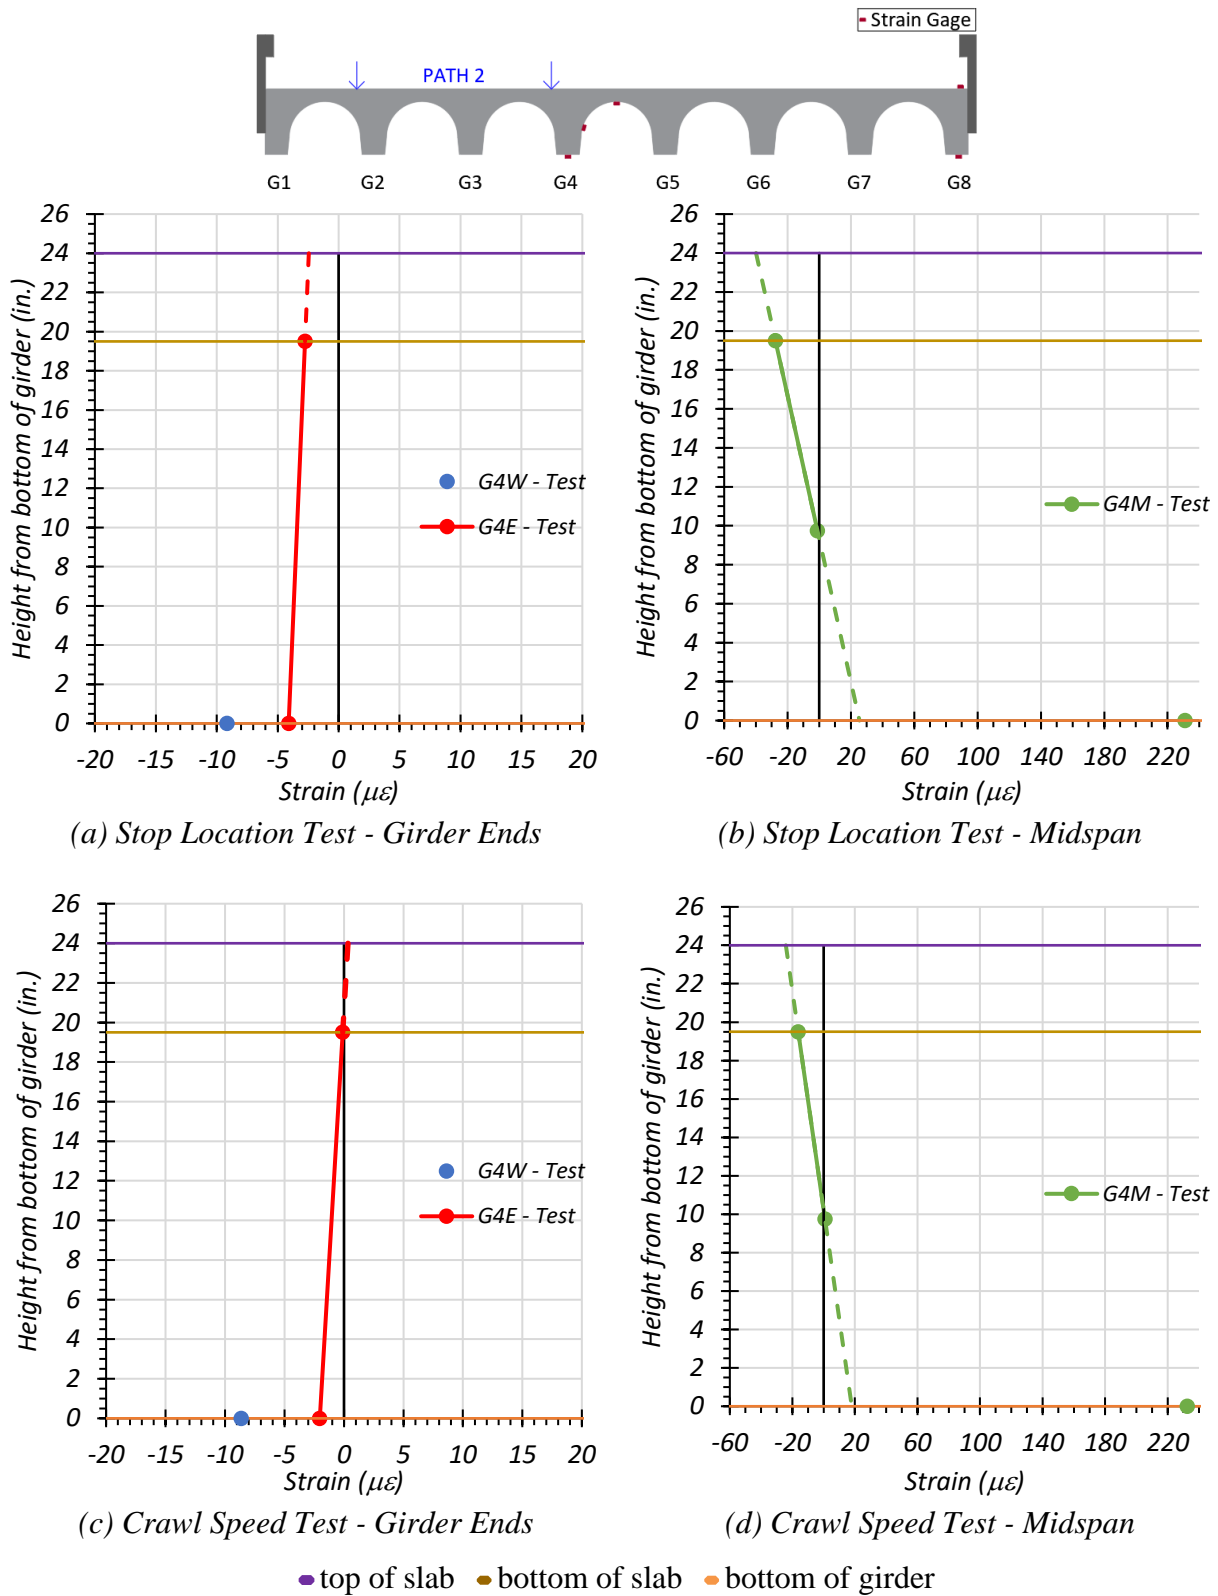 Strain Gage
PATH 2
G1 G2 G3 G4 G5 G6 G7 G8
Height from bottom of girder (in.)
26
24
22
20
18
16
14
12
10
8
6
4
2
0
-20 -15 -10 -5 0 5 10 15 20
Strain (με)
G4W - Test
G4E - Test
(a) Stop Location Test - Girder Ends
Height from bottom of girder (in.)
26
24
22
20
18
16
14
12
10
8
6
4
2
0
-60 -20 20 60 100 140 180 220
Strain (με)
G4M - Test
(b) Stop Location Test - Midspan
Height from bottom of girder (in.)
26
24
22
20
18
16
14
12
10
8
6
4
2
0
-20 -15 -10 -5 0 5 10 15 20
Strain (με)
G4W - Test
G4E - Test
(c) Crawl Speed Test - Girder Ends
Height from bottom of girder (in.)
26
24
22
20
18
16
14
12
10
8
6
4
2
0
-60 -20 20 60 100 140 180 220
Strain (με)
G4M - Test
(d) Crawl Speed Test - Midspan
top of slab bottom of slab bottom of girder